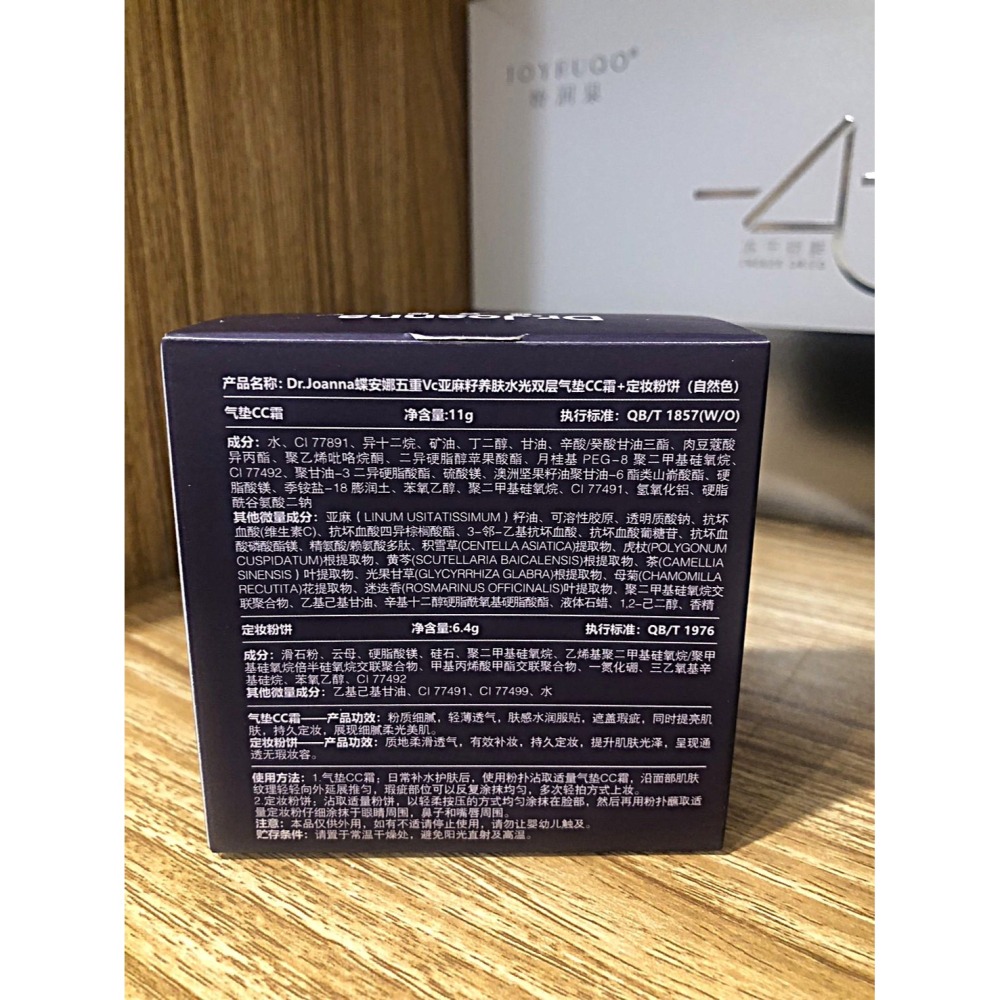 JOYRUQO®
舒润泉
Dr.Joanna
产品名称：Dr.Joanna蝶安娜五重Vc亚麻籽养肤水光双层气垫CC霜+定妆粉饼（自然色）
气垫CC霜 净含量:11g 执行标准：QB/T 1857(W/O)
成分：水、CI 77891、异十二烷、矿油、丁二醇、甘油、辛酸/癸酸甘油三酯、肉豆蔻酸
异丙酯、聚乙烯吡咯烷酮、二异硬脂醇苹果酸酯、月桂基 PEG-8 聚二甲基硅氧烷、
CI 77492、聚甘油-3 二异硬脂酸酯、硫酸镁、澳洲坚果籽油聚甘油-6 酯类山嵛酸酯、硬
脂酸镁、季铵盐-18 膨润土、苯氧乙醇、聚二甲基硅氧烷、CI 77491、氢氧化铝、硬脂
酰谷氨酸二钠
其他微量成分：亚麻（LINUM USITATISSIMUM）籽油、可溶性胶原、透明质酸钠、抗坏
血酸(维生素C)、抗坏血酸四异棕榈酸酯、3-邻-乙基抗坏血酸、抗坏血酸葡糖苷、抗坏血
酸磷酸酯镁、精氨酸/赖氨酸多肽、积雪草(CENTELLA ASIATICA)提取物、虎杖(POLYGONUM
CUSPIDATUM)根提取物、黄芩(SCUTELLARIA BAICALENSIS)根提取物、茶(CAMELLIA
SINENSIS）叶提取物、光果甘草(GLYCYRRHIZA GLABRA)根提取物、母菊(CHAMOMILLA
RECUTITA)花提取物、迷迭香(ROSMARINUS OFFICINALIS)叶提取物、聚二甲基硅氧烷交
联聚合物、乙基己基甘油、辛基十二醇硬脂酰氧基硬脂酸酯、液体石蜡、1,2-己二醇、香精
定妆粉饼 净含量:6.4g 执行标准：QB/T 1976
成分：滑石粉、云母、硬脂酸镁、硅石、聚二甲基硅氧烷、乙烯基聚二甲基硅氧烷/聚甲
基硅氧烷倍半硅氧烷交联聚合物、甲基丙烯酸甲酯交联聚合物、一氮化硼、三乙氧基辛
基硅烷、苯氧乙醇、CI 77492
其他微量成分：乙基己基甘油、CI 77491、CI 77499、水
气垫CC霜——产品功效：粉质细腻，轻薄透气，肤感水润服贴，遮盖瑕疵，同时提亮肌
肤，持久定妆，展现细腻柔光美肌。
定妆粉饼——产品功效：质地柔滑透气，有效补妆，持久定妆，提升肌肤光泽，呈现通
透无瑕妆容。
使用方法：1.气垫CC霜：日常补水护肤后，使用粉扑沾取适量气垫CC霜，沿面部肌肤
纹理轻轻向外延展推匀，瑕疵部位可以反复涂抹均匀，多次轻拍方式上妆。
2.定妆粉饼：沾取适量粉饼，以轻柔按压的方式均匀涂抹在脸部，然后再用粉扑蘸取适
量定妆粉仔细涂抹于眼睛周围，鼻子和嘴唇周围。
注意：本品仅供外用，如有不适请停止使用，请勿让婴幼儿触及。
贮存条件：请置于常温干燥处，避免阳光直射及高温。